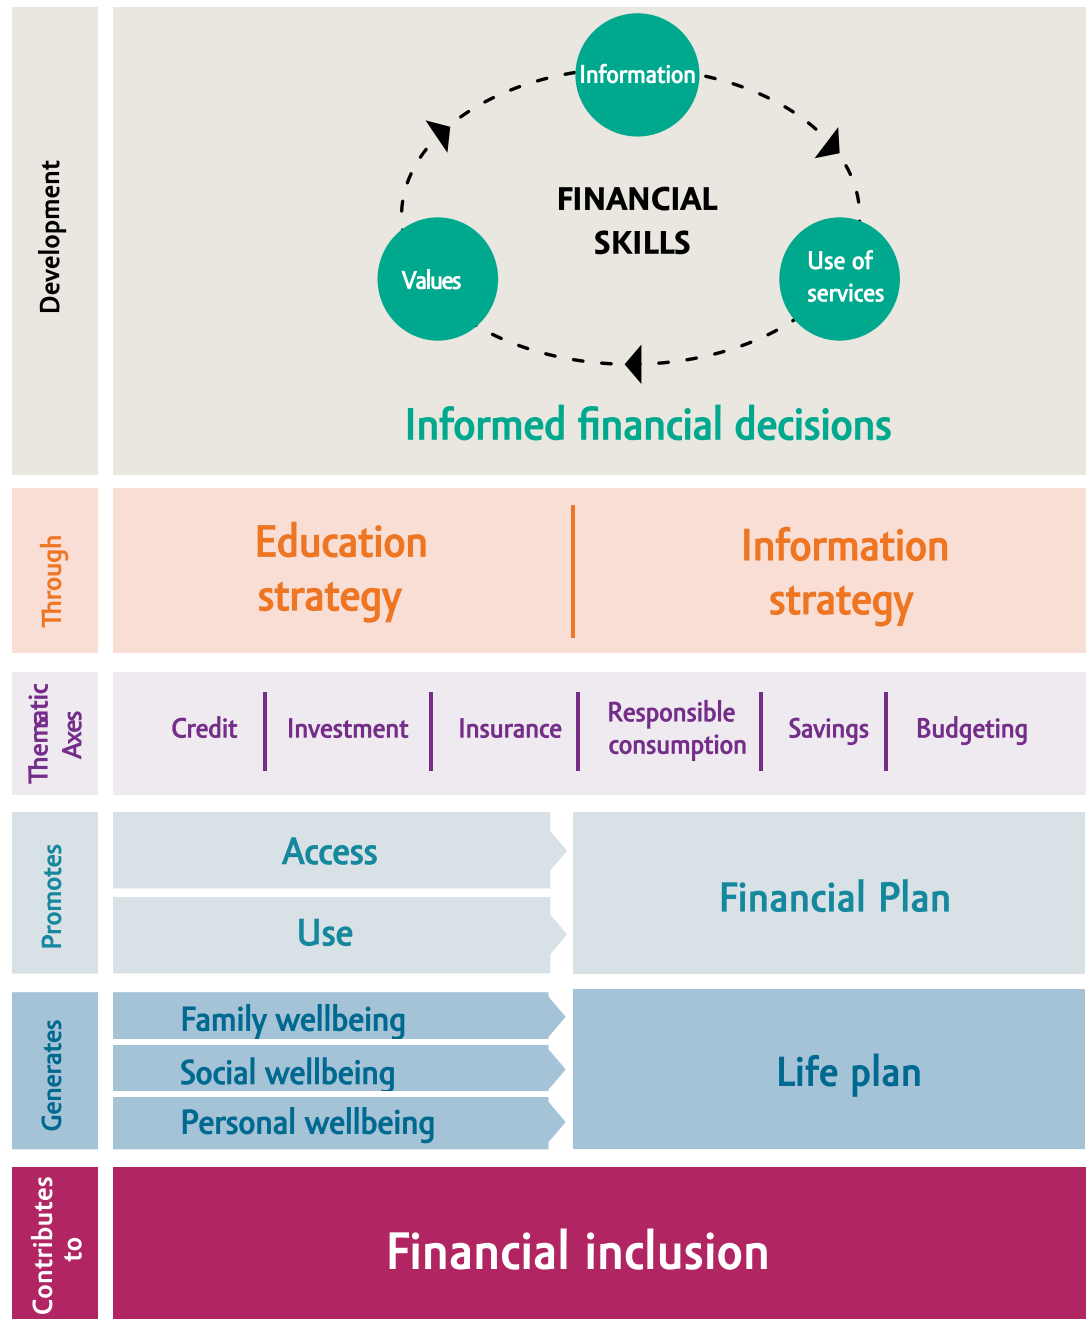 Development
Information
FINANCIAL
SKILLS
Values
Use of
services
Informed financial decisions
Through
Education
strategy
Information
strategy
Thematic
Axes
Credit
Investment
Insurance
Responsible
consumption
Savings
Budgeting
Promotes
Access
Use
Financial Plan
Generates
Family wellbeing
Social wellbeing
Personal wellbeing
Life plan
Contributes
to
Financial inclusion